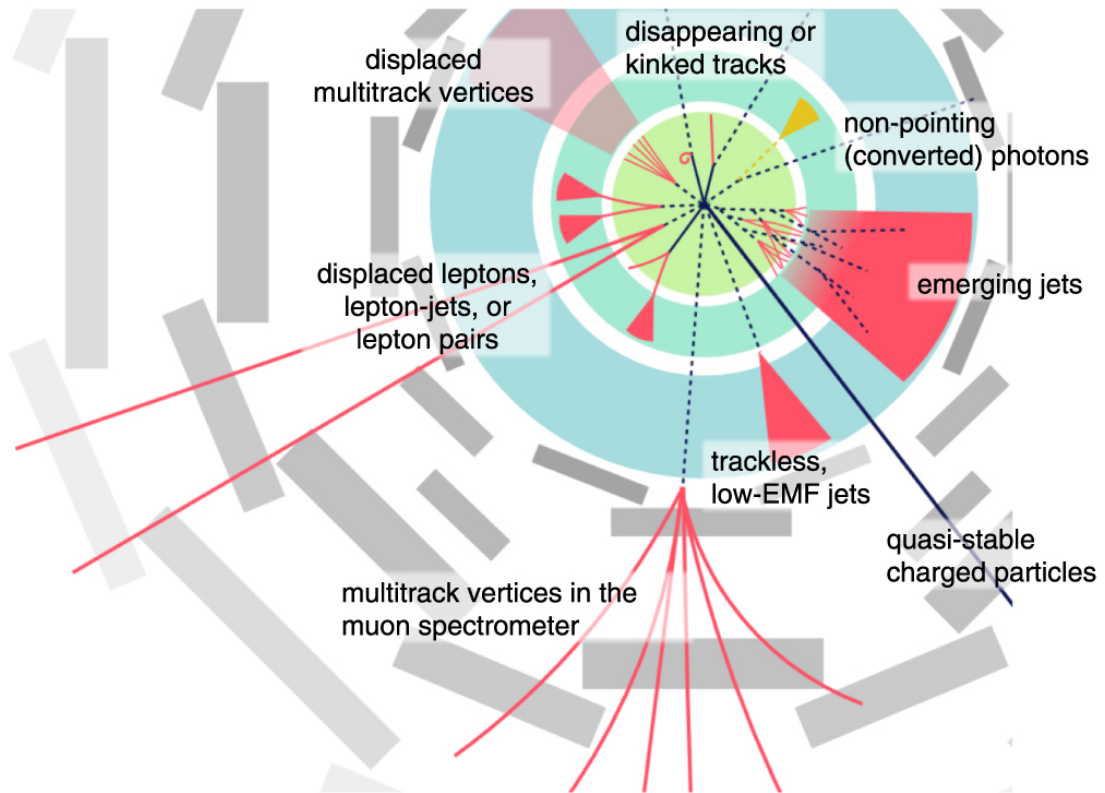 disappearing or
kinked tracks
displaced
multitrack vertices
non-pointing
(converted) photons
displaced leptons,
lepton-jets, or
lepton pairs
emerging jets
trackless,
low-EMF jets
quasi-stable
charged particles
multitrack vertices in the
muon spectrometer